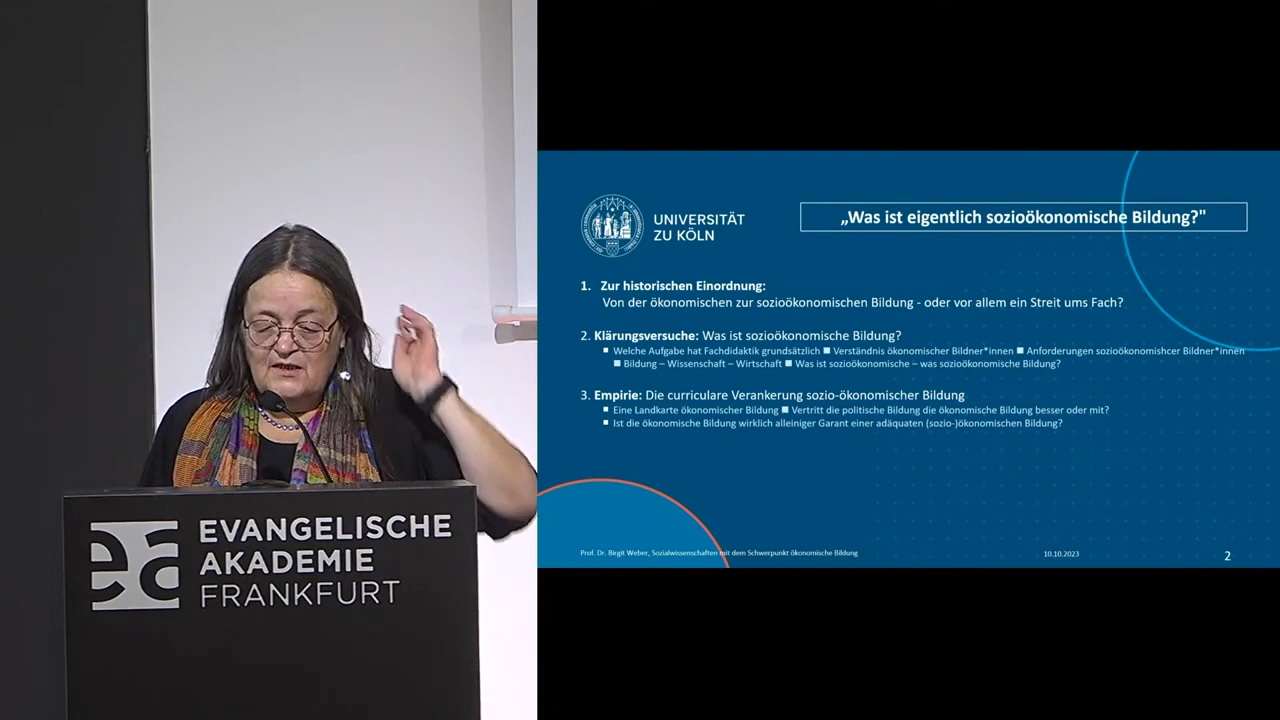 EVANGELISCHE
AKADEMIE
FRANKFURT
UNIVERSITÄT
ZU KÖLN
„Was ist eigentlich sozioökonomische Bildung?"
1. Zur historischen Einordnung:
Von der ökonomischen zur sozioökonomischen Bildung - oder vor allem ein Streit ums Fach?
2. Klärungsversuche: Was ist sozioökonomische Bildung?
▪ Welche Aufgabe hat Fachdidaktik grundsätzlich ■ Verständnis ökonomischer Bildner*innen ■ Anforderungen sozioökonomishcer Bildner*innen
■ Bildung – Wissenschaft – Wirtschaft ■ Was ist sozioökonomische – was sozioökonomische Bildung?
3. Empirie: Die curriculare Verankerung sozio-ökonomischer Bildung
▪ Eine Landkarte ökonomischer Bildung ■ Vertritt die politische Bildung die ökonomische Bildung besser oder mit?
▪ Ist die ökonomische Bildung wirklich alleiniger Garant einer adäquaten (sozio-)ökonomischen Bildung?
Prof. Dr. Birgit Weber, Sozialwissenschaften mit dem Schwerpunkt ökonomische Bildung
10.10.2023
2